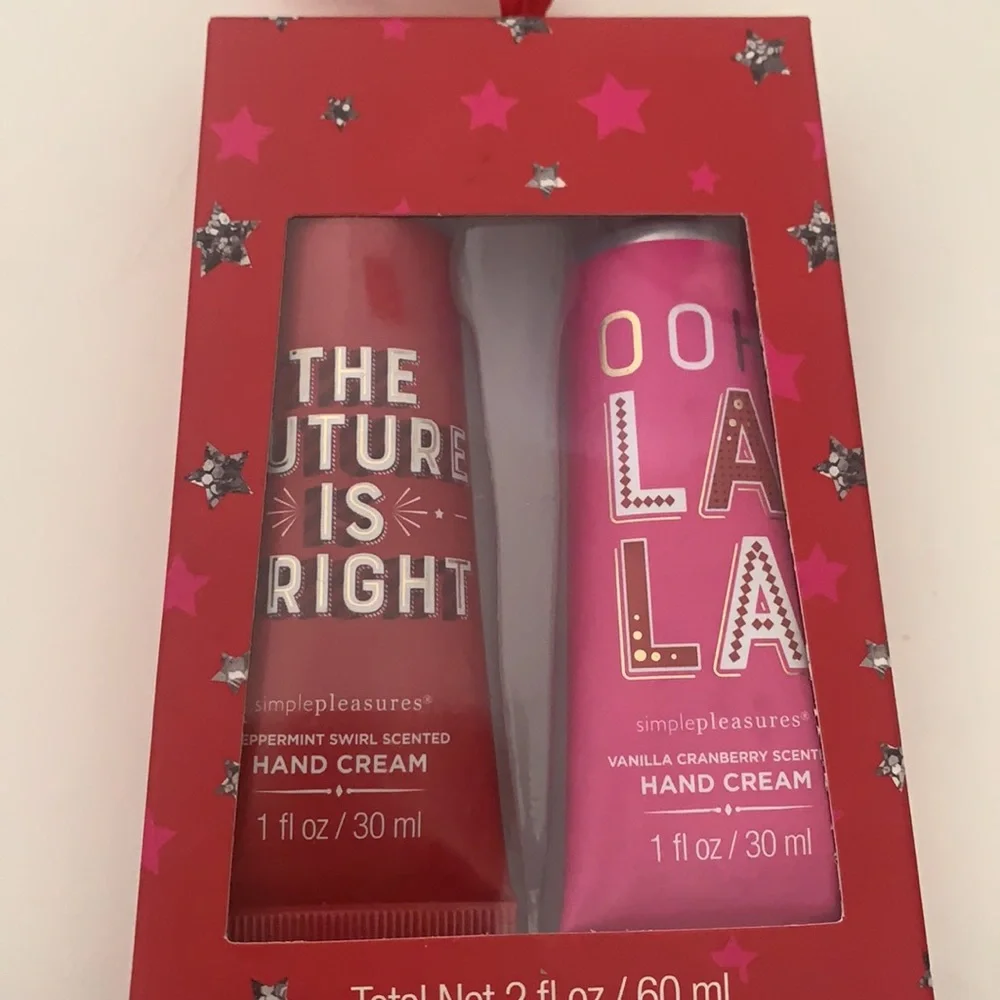 THE
UTURE
IS
RIGHT
simplepleasures®
EPPERMINT SWIRL SCENTED
HAND CREAM
1 fl oz / 30 ml
OOH
LA
LA
simplepleasures®
VANILLA CRANBERRY SCENT
HAND CREAM
1 fl oz / 30 ml
Total Net 2 fl oz / 60 ml